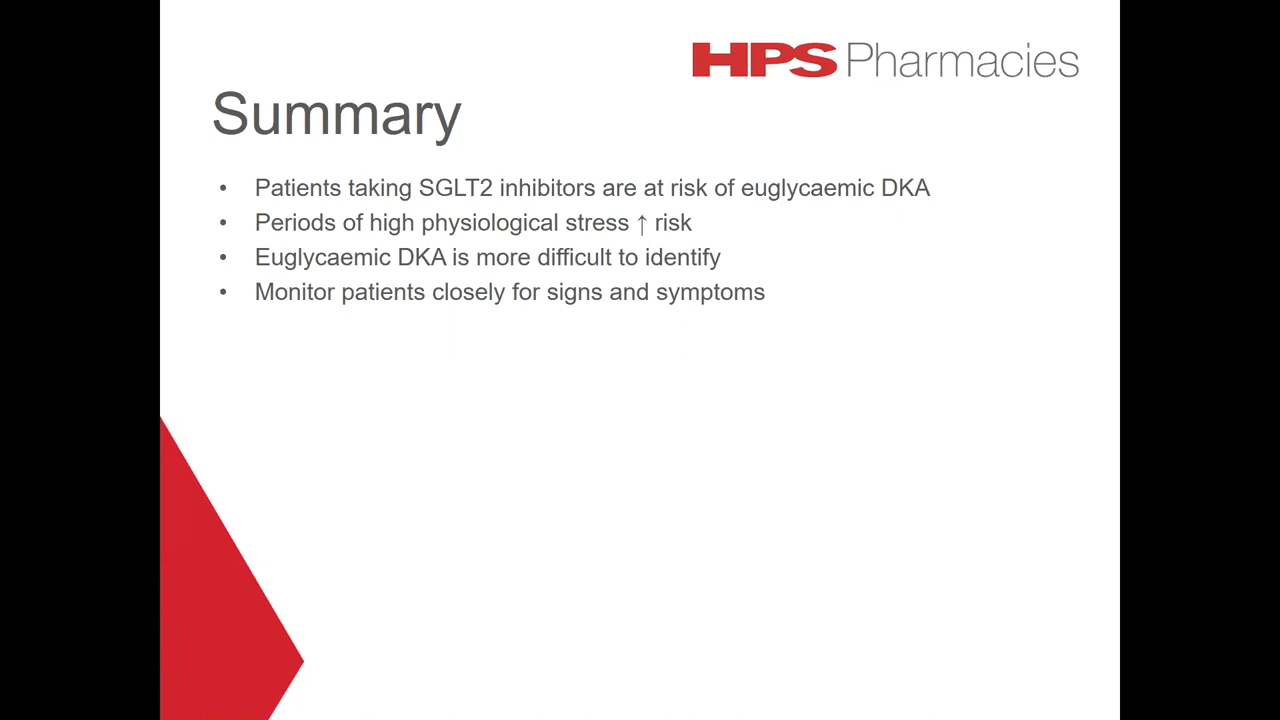 HPS Pharmacies
Summary
• Patients taking SGLT2 inhibitors are at risk of euglycaemic DKA
• Periods of high physiological stress ↑ risk
• Euglycaemic DKA is more difficult to identify
• Monitor patients closely for signs and symptoms